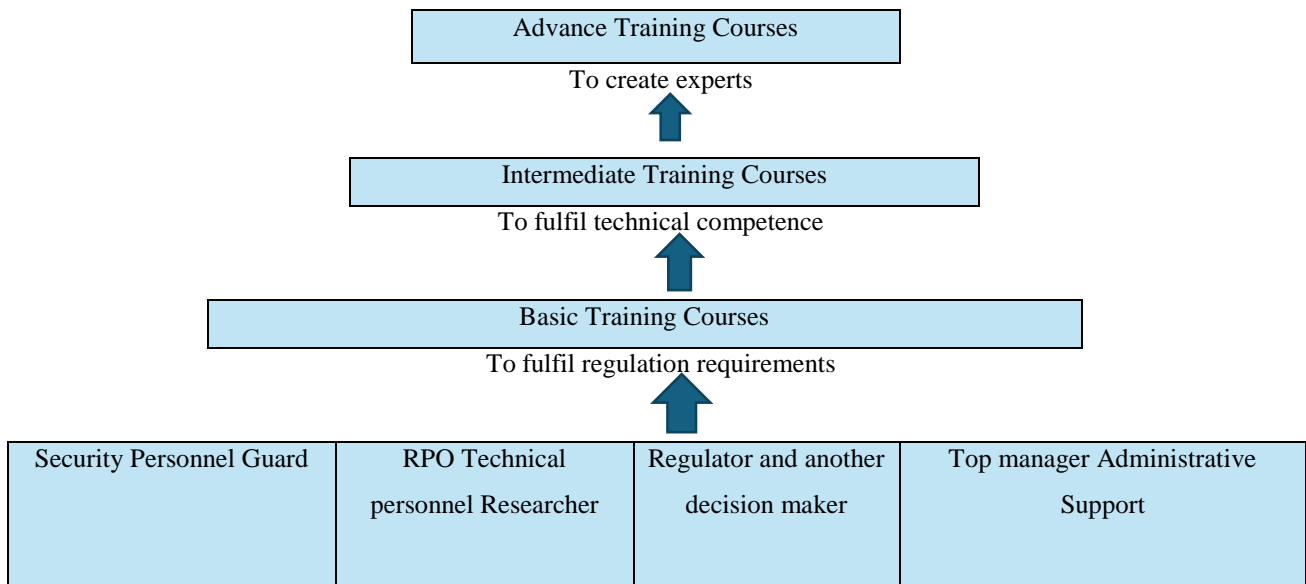 Advance Training Courses
To create experts
Intermediate Training Courses
To fulfil technical competence
Basic Training Courses
To fulfil regulation requirements
Security Personnel Guard
RPO Technical
personnel Researcher
Regulator and another
decision maker
Top manager Administrative
Support